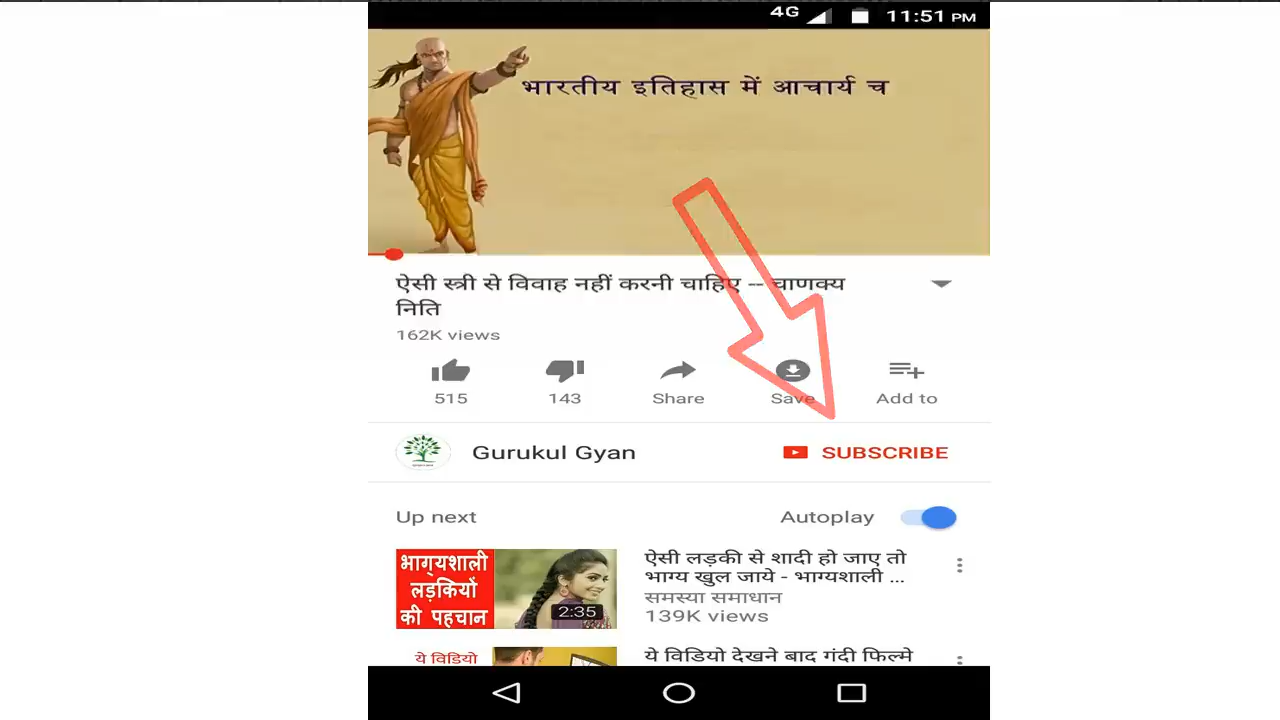 4G 11:51 PM
भारतीय इतिहास में आचार्य च
ऐसी स्त्री से विवाह नहीं करनी चाहिए -- चाणक्य
निति
162K views
515 143 Share Save Add to
Gurukul Gyan SUBSCRIBE
Up next Autoplay
भाग्यशाली
लड़कियों
की पहचान
2:35
ऐसी लड़की से शादी हो जाए तो
भाग्य खुल जाये - भाग्यशाली ...
समस्या समाधान
139K views
ये विडियो
ये विडियो देखने बाद गंदी फिल्मे